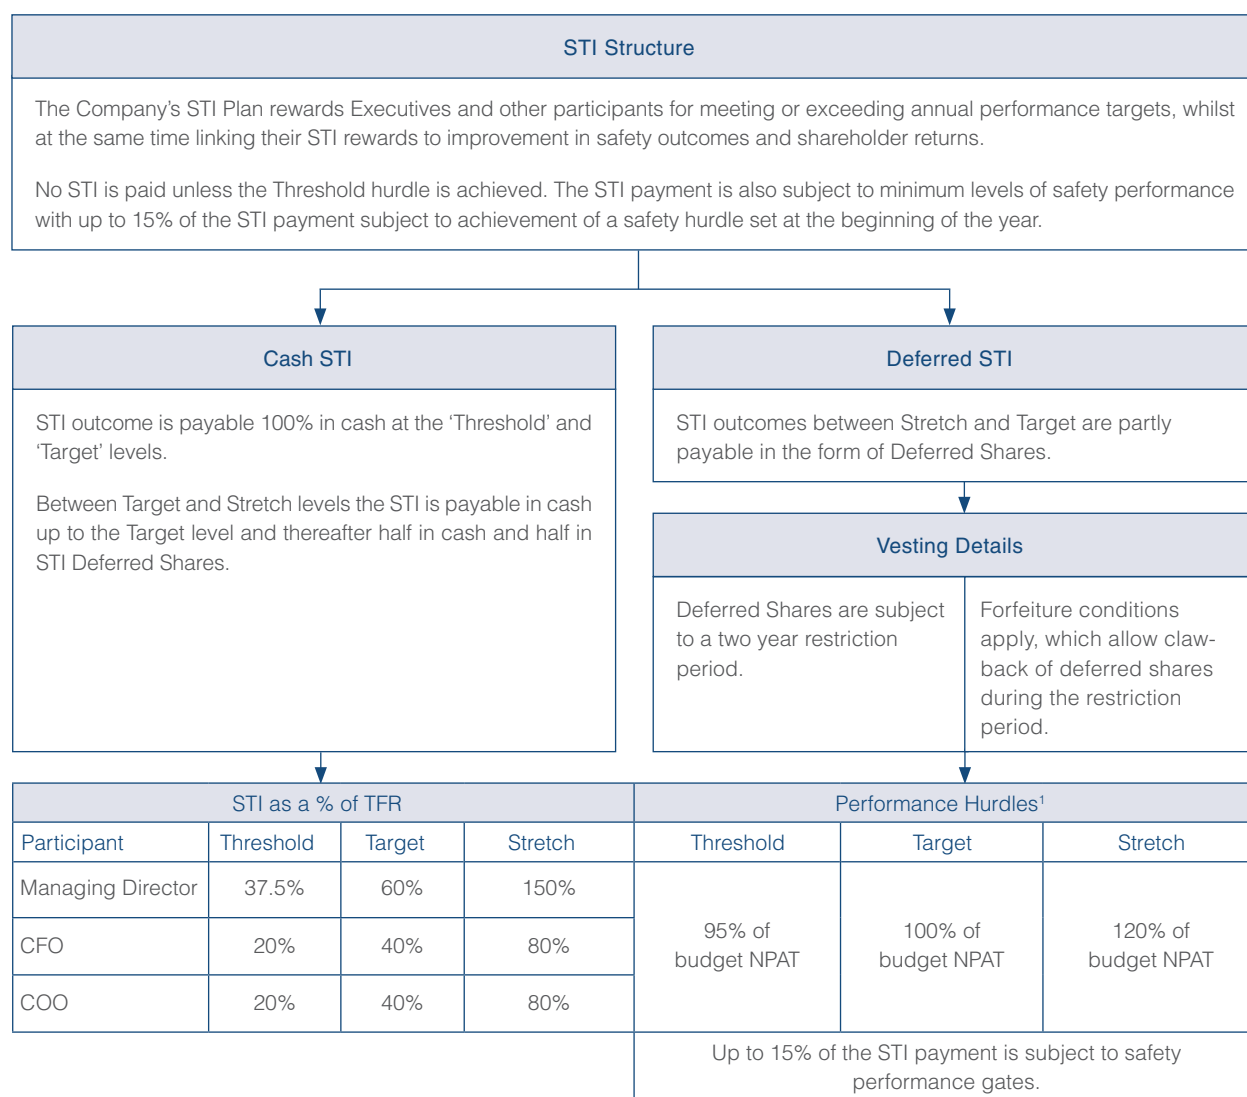 STI Structure
The Company's STI Plan rewards Executives and other participants for meeting or exceeding annual performance targets, whilst
at the same time linking their STI rewards to improvement in safety outcomes and shareholder returns.
No STI is paid unless the Threshold hurdle is achieved. The STI payment is also subject to minimum levels of safety performance
with up to 15% of the STI payment subject to achievement of a safety hurdle set at the beginning of the year.
Cash STI
STI outcome is payable 100% in cash at the ‘Threshold’ and
‘Target’ levels.
Between Target and Stretch levels the STI is payable in cash
up to the Target level and thereafter half in cash and half in
STI Deferred Shares.
Deferred STI
STI outcomes between Stretch and Target are partly
payable in the form of Deferred Shares.
Vesting Details
Deferred Shares are subject
to a two year restriction
period.
Forfeiture conditions
apply, which allow claw-
back of deferred shares
during the restriction
period.
STI as a % of TFR
Participant Threshold Target Stretch
Managing Director 37.5% 60% 150%
CFO 20% 40% 80%
COO 20% 40% 80%
Performance Hurdles¹
Threshold Target Stretch
95% of
budget NPAT
100% of
budget NPAT
120% of
budget NPAT
Up to 15% of the STI payment is subject to safety
performance gates.